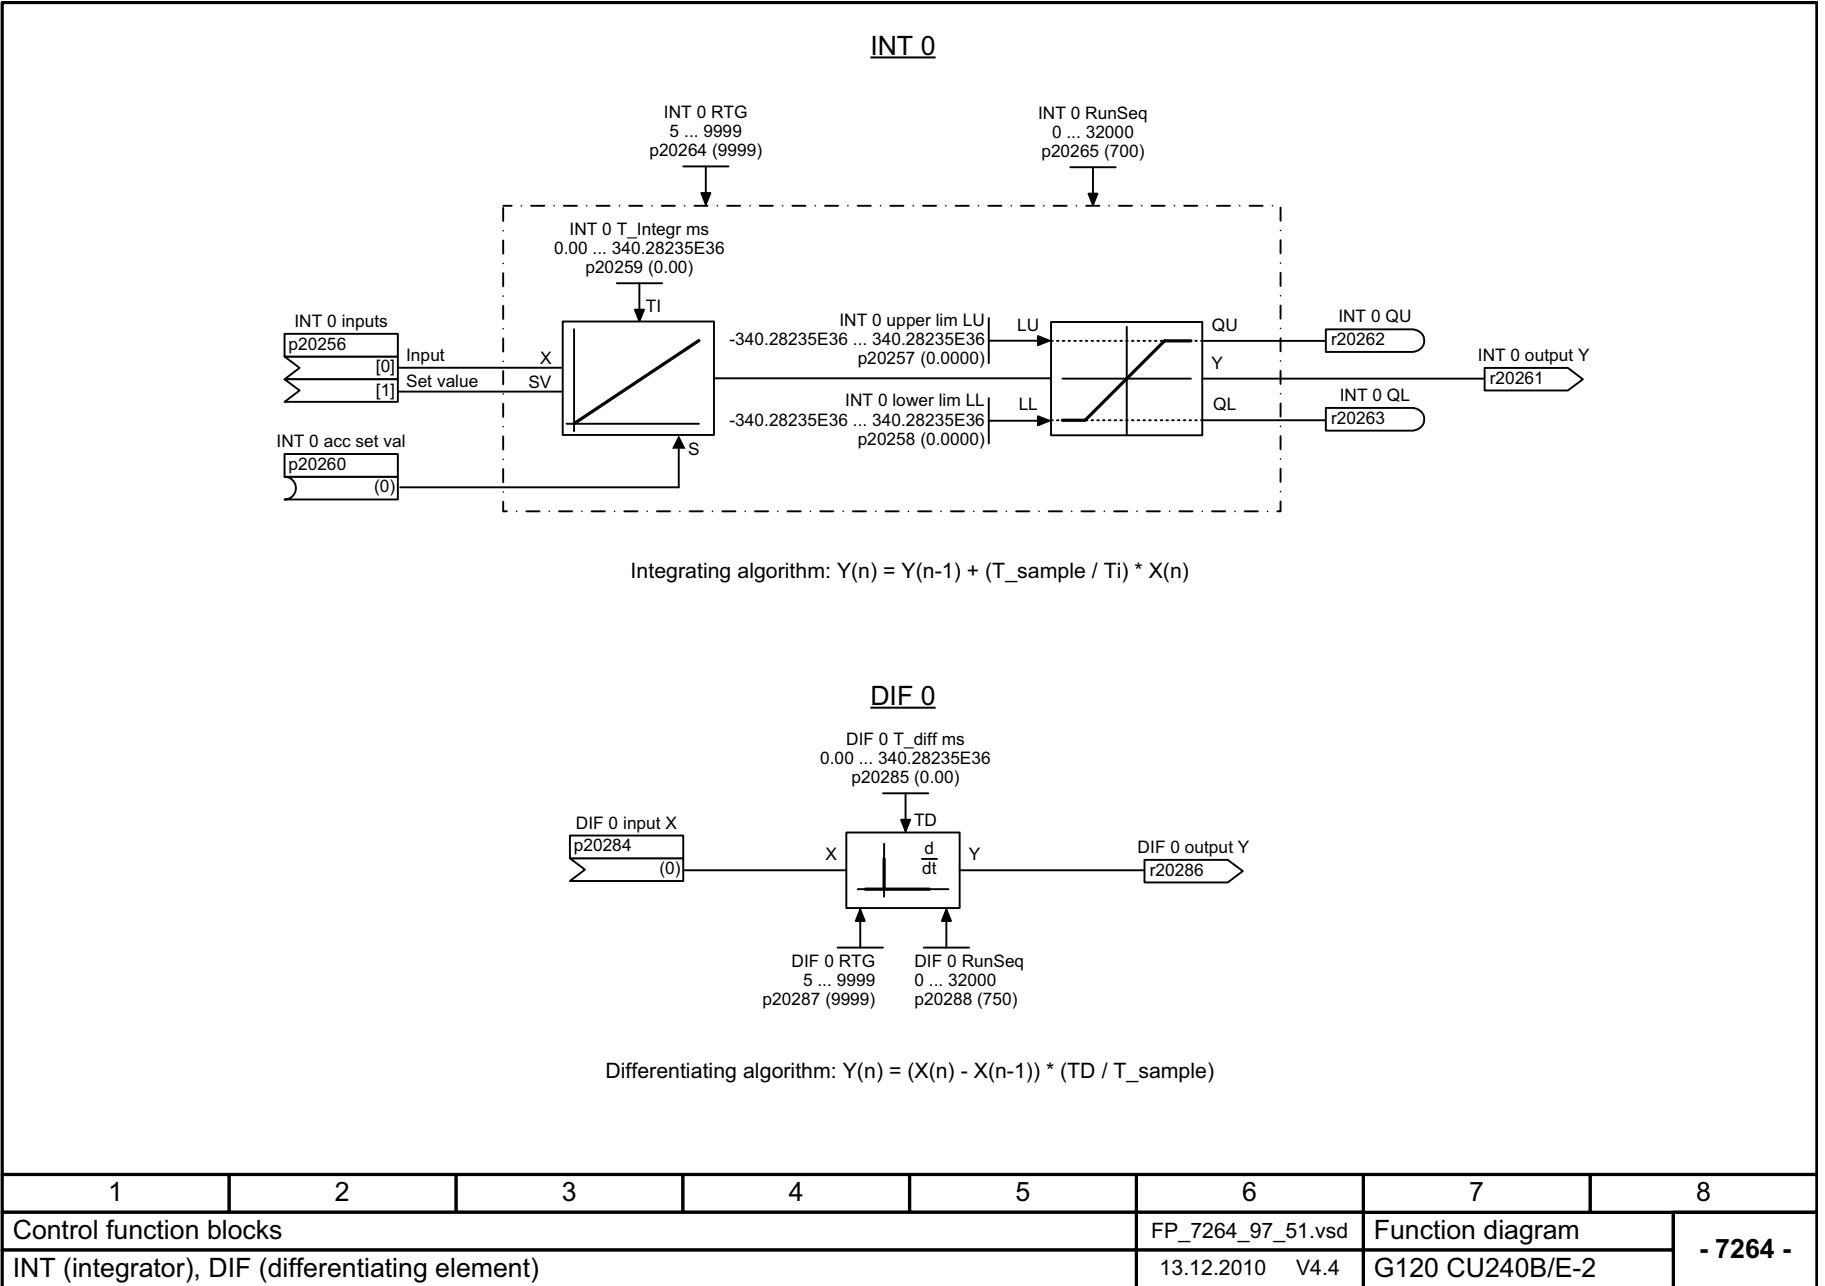 INT 0
INT 0 RTG
5 ... 9999
p20264 (9999)
INT 0 RunSeq
0 ... 32000
p20265 (700)
INT 0 T_Integr ms
0.00 ... 340.28235E36
p20259 (0.00)
TI
INT 0 inputs
p20256
[0]
[1]
Input
Set value
X
SV
INT 0 acc set val
p20260
(0)
S
INT 0 upper lim LU
-340.28235E36 ... 340.28235E36
p20257 (0.0000)
LU
INT 0 lower lim LL
-340.28235E36 ... 340.28235E36
p20258 (0.0000)
LL
QU
Y
QL
INT 0 QU
r20262
INT 0 output Y
r20261
INT 0 QL
r20263
Integrating algorithm: Y(n) = Y(n-1) + (T_sample / Ti) * X(n)
DIF 0
DIF 0 T_diff ms
0.00 ... 340.28235E36
p20285 (0.00)
TD
DIF 0 input X
p20284
(0)
X
d
dt
Y
DIF 0 output Y
r20286
DIF 0 RTG
5 ... 9999
p20287 (9999)
DIF 0 RunSeq
0 ... 32000
p20288 (750)
Differentiating algorithm: Y(n) = (X(n) - X(n-1)) * (TD / T_sample)
1 2 3 4 5 6 7 8
Control function blocks
FP_7264_97_51.vsd
Function diagram
- 7264 -
INT (integrator), DIF (differentiating element)
13.12.2010 V4.4
G120 CU240B/E-2